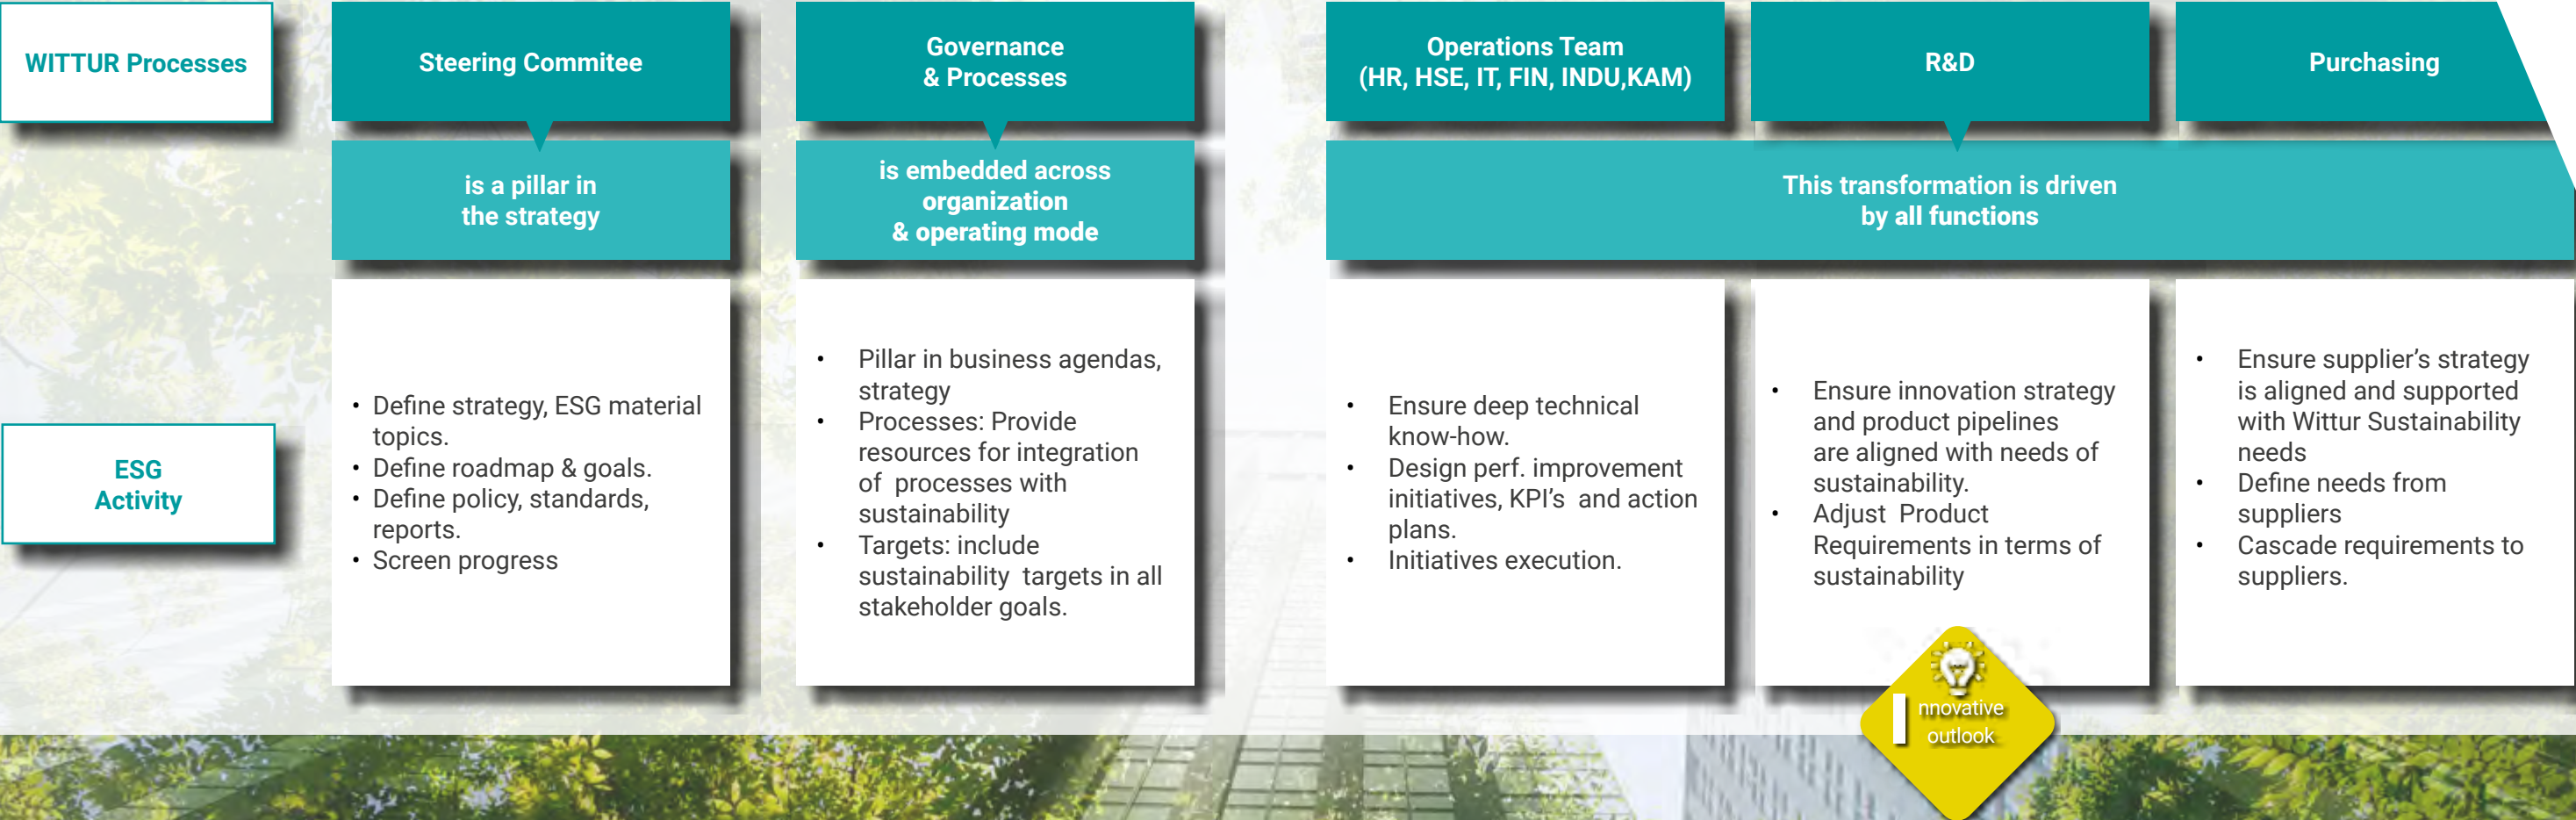 WITTUR Processes
Steering Commitee
Governance
& Processes
Operations Team
(HR, HSE, IT, FIN, INDU,KAM)
R&D
Purchasing
is a pillar in
the strategy
is embedded across
organization
& operating mode
This transformation is driven
by all functions
ESG
Activity
• Define strategy, ESG material
topics.
• Define roadmap & goals.
• Define policy, standards,
reports.
• Screen progress
• Pillar in business agendas,
strategy
• Processes: Provide
resources for integration
of processes with
sustainability
• Targets: include
sustainability targets in all
stakeholder goals.
• Ensure deep technical
know-how.
• Design perf. improvement
initiatives, KPI's and action
plans.
• Initiatives execution.
• Ensure innovation strategy
and product pipelines
are aligned with needs of
sustainability.
• Adjust Product
Requirements in terms of
sustainability
• Ensure supplier's strategy
is aligned and supported
with Wittur Sustainability
needs
• Define needs from
suppliers
• Cascade requirements to
suppliers.
Innovative
outlook